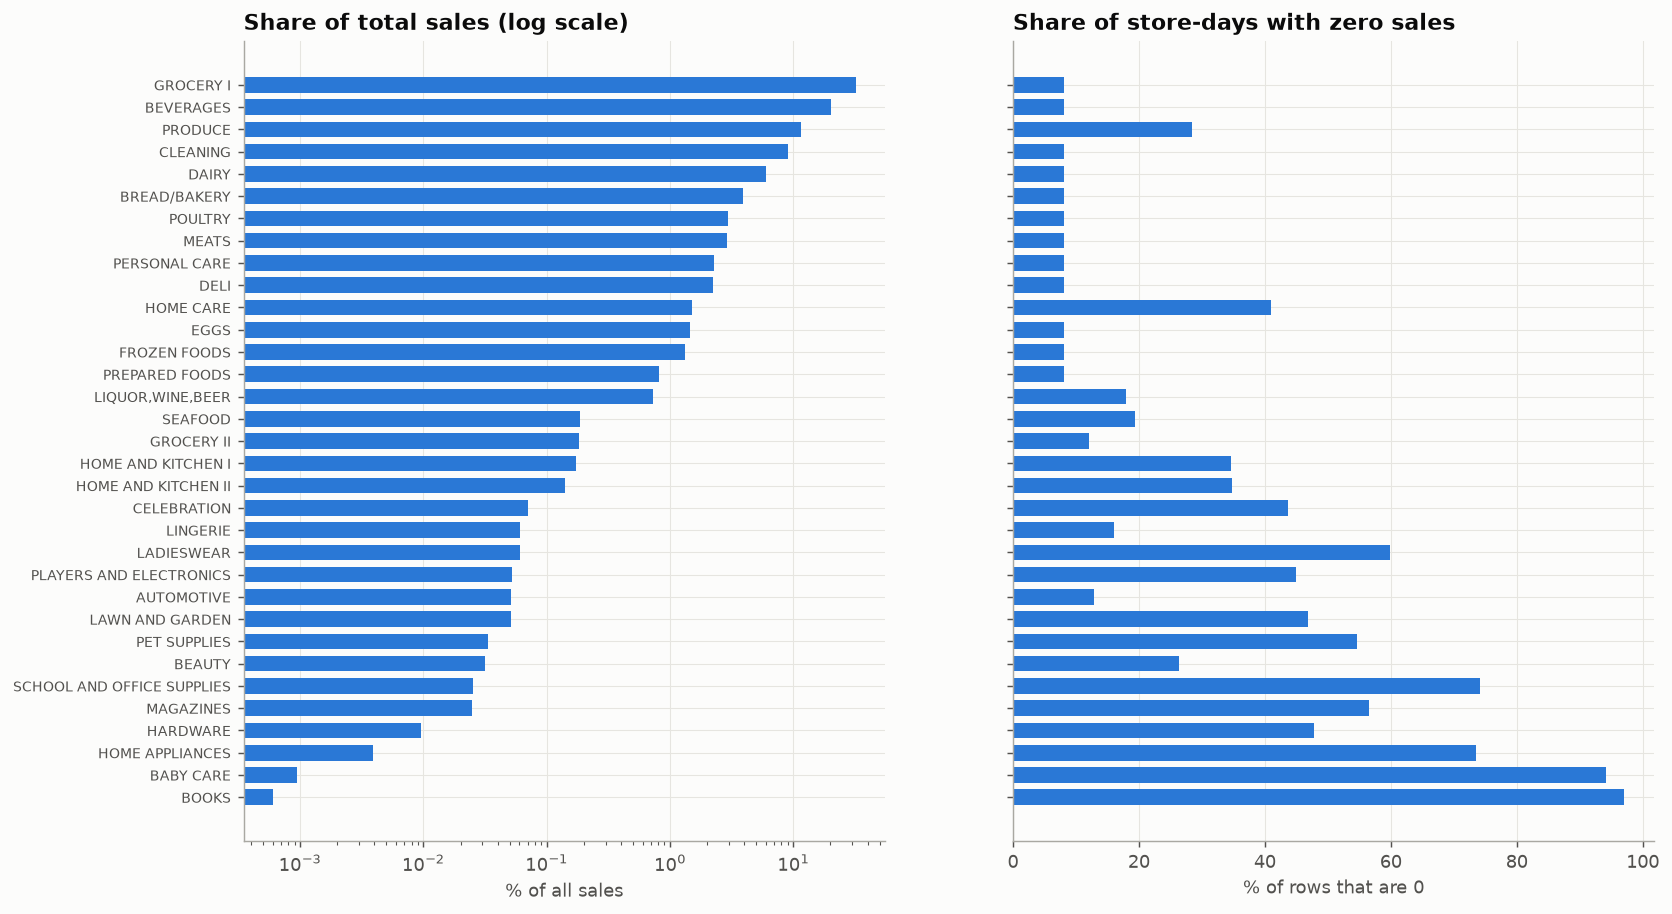 Share of total sales (log scale)
GROCERY I
BEVERAGES
PRODUCE
CLEANING
DAIRY
BREAD/BAKERY
POULTRY
MEATS
PERSONAL CARE
DELI
HOME CARE
EGGS
FROZEN FOODS
PREPARED FOODS
LIQUOR,WINE,BEER
SEAFOOD
GROCERY II
HOME AND KITCHEN I
HOME AND KITCHEN II
CELEBRATION
LINGERIE
LADIESWEAR
PLAYERS AND ELECTRONICS
AUTOMOTIVE
LAWN AND GARDEN
PET SUPPLIES
BEAUTY
SCHOOL AND OFFICE SUPPLIES
MAGAZINES
HARDWARE
HOME APPLIANCES
BABY CARE
BOOKS
10⁻³ 10⁻² 10⁻¹ 10⁰ 10¹
% of all sales
Share of store-days with zero sales
0 20 40 60 80 100
% of rows that are 0